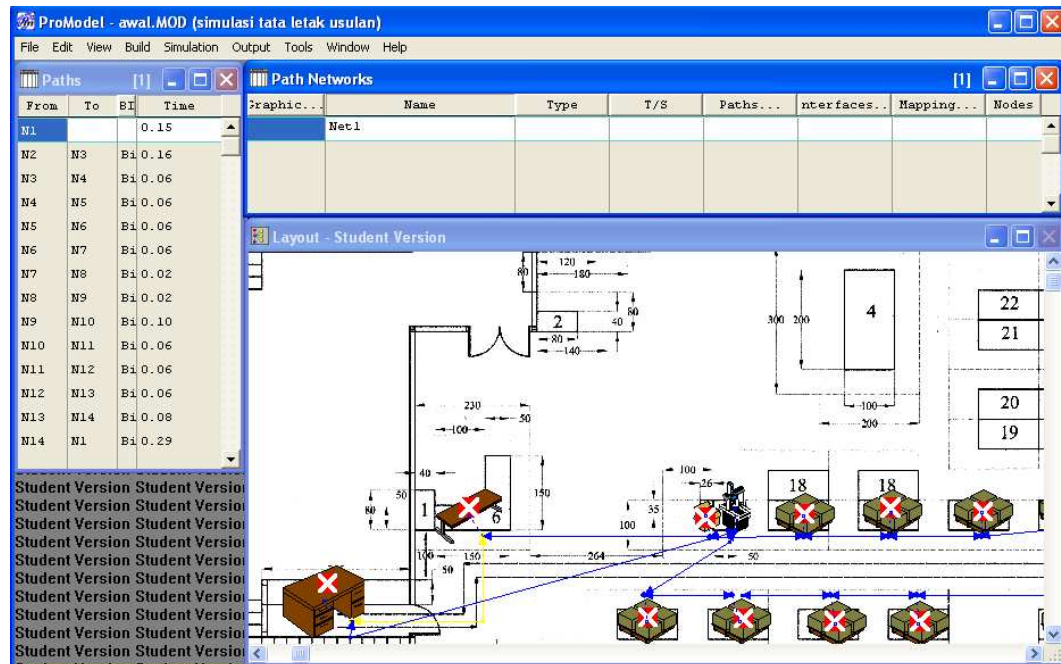 ProModel - awal.MOD (simulasi tata letak usulan)
File Edit View Build Simulation Output Tools Window Help
Paths [1]
From To BI Time
N1 0.15
N2 N3 Bi 0.16
N3 N4 Bi 0.06
N4 N5 Bi 0.06
N5 N6 Bi 0.06
N6 N7 Bi 0.06
N7 N8 Bi 0.02
N8 N9 Bi 0.02
N9 N10 Bi 0.10
N10 N11 Bi 0.06
N11 N12 Bi 0.06
N12 N13 Bi 0.06
N13 N14 Bi 0.08
N14 N1 Bi 0.29
Path Networks [1]
Graphic... Name Type T/S Paths... nterfaces.. Mapping... Nodes
Net1
Layout - Student Version
120
80 180
2 40 80
80
140
300 200 4
100
200
22
21
20
19
230
50
100
40
50
80 1 6 150
100 150 264 50
50
100
26
35
100
18 18
Student Version Student Versio
Student Version Student Versio
Student Version Student Versio
Student Version Student Versio
Student Version Student Versio
Student Version Student Versio
Student Version Student Versio
Student Version Student Versio
Student Version Student Versio
Student Version Student Versio